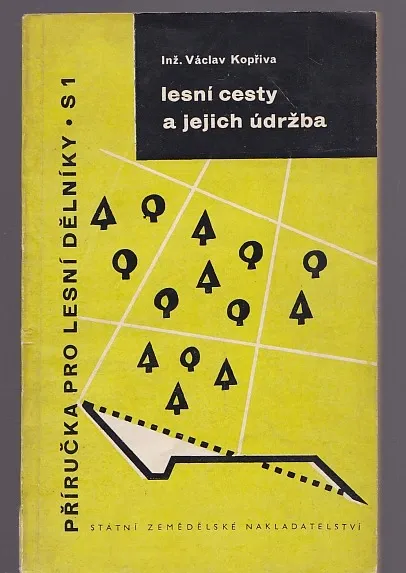 Inž. Václav Kopřiva
lesní cesty
a jejich údržba
PŘÍRUČKA PRO LESNÍ DĚLNÍKY • S1
STÁTNÍ ZEMĚDĚLSKÉ NAKLADATELSTVÍ